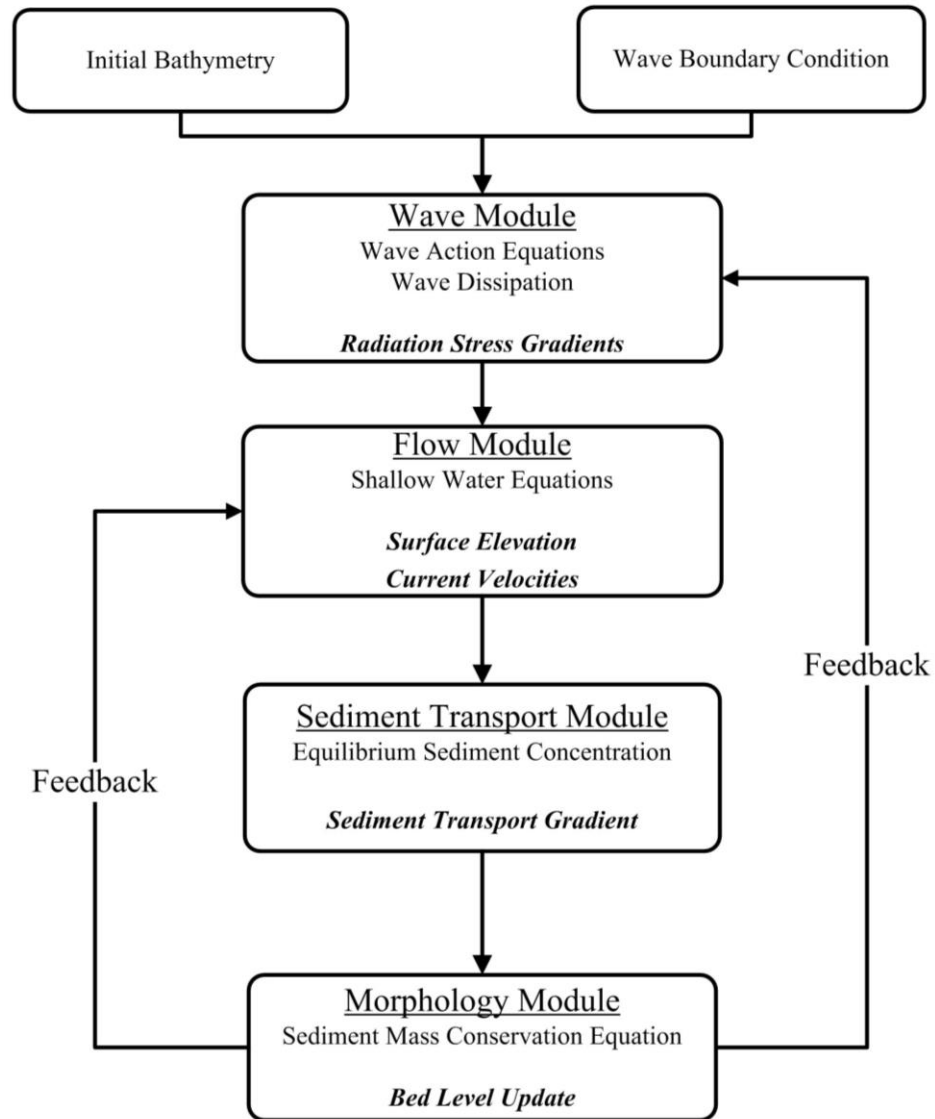 Initial Bathymetry
Wave Boundary Condition
Wave Module
Wave Action Equations
Wave Dissipation
Radiation Stress Gradients
Flow Module
Shallow Water Equations
Surface Elevation
Current Velocities
Feedback
Sediment Transport Module
Equilibrium Sediment Concentration
Feedback
Sediment Transport Gradient
Morphology Module
Sediment Mass Conservation Equation
Bed Level Update